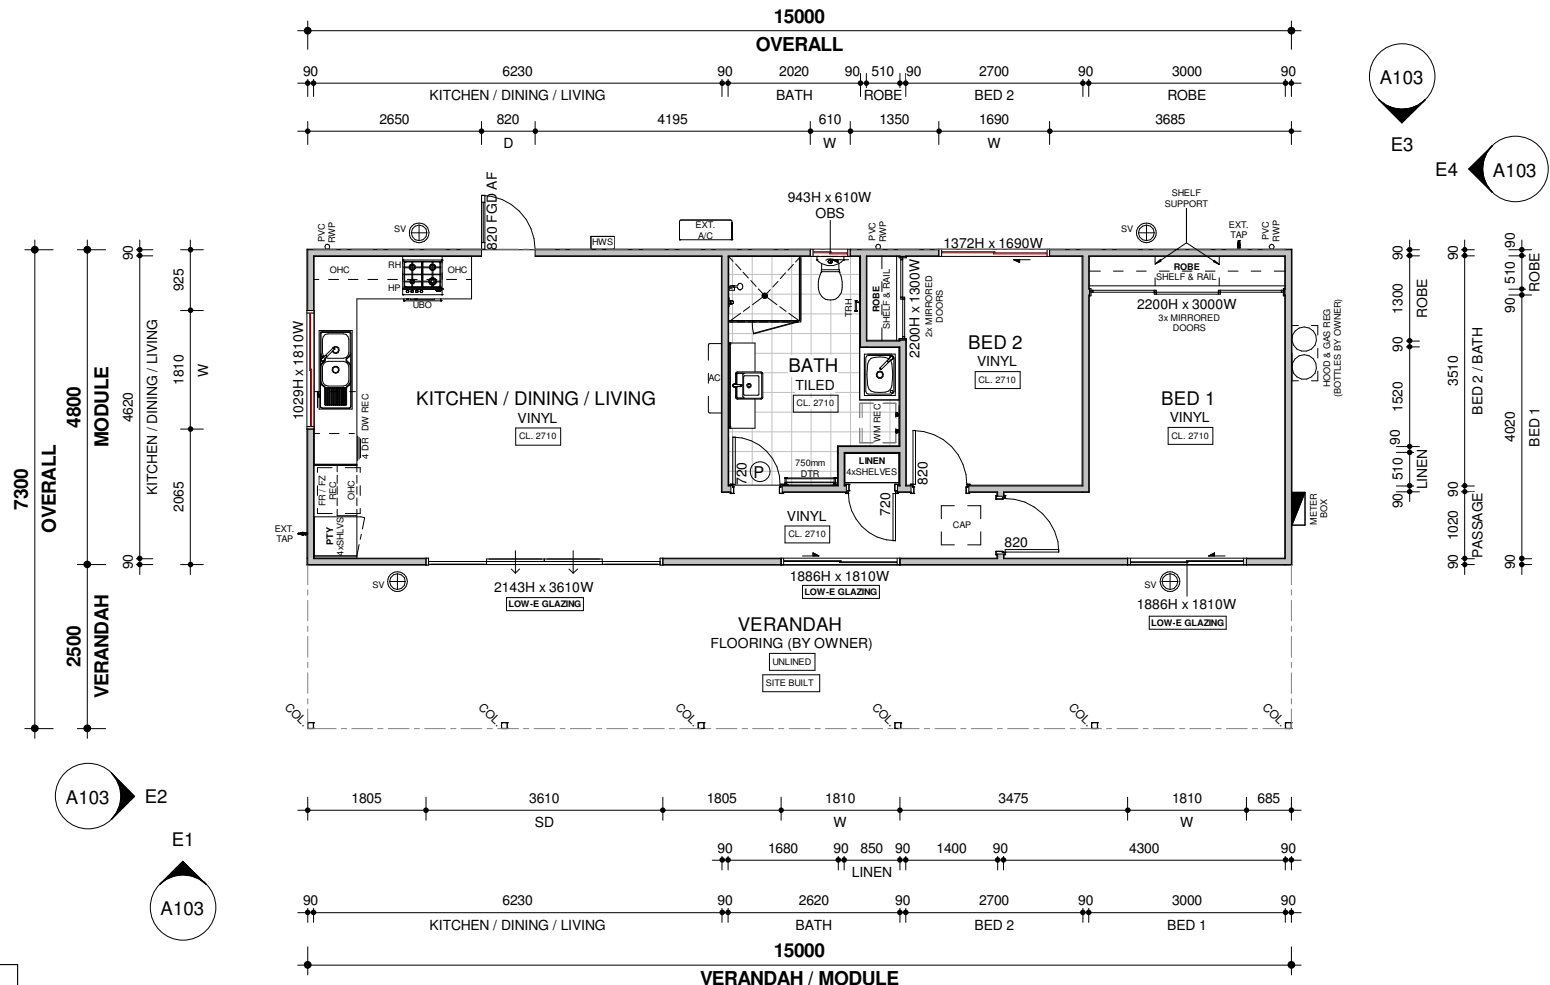 15000
OVERALL
90 6230 90 2020 90 510 90 2700 90 3000 90
KITCHEN / DINING / LIVING BATH ROBE BED 2 ROBE
2650 820 4195 610 1350 1690 3685
D W W
A103
E3
E4 A103
PVC RWP
SV
820 FGD AF
HWS
EXT. A/C
943H x 610W
OBS
PVC RWP
1372H x 1690W
SV
SHELF
SUPPORT
EXT.
TAP
PVC RWP
OHC
RH
HP
OHC
UBO
TRH
ROBE
SHELF & RAIL
2200H x 1300W
2x MIRRORED
DOORS
ROBE
SHELF & RAIL
2200H x 3000W
3x MIRRORED
DOORS
HOOD & GAS REG
(BOTTLES BY OWNER)
1029H x 1810W
KITCHEN / DINING / LIVING
VINYL
CL. 2710
AC
BATH
TILED
CL. 2710
BED 2
VINYL
CL. 2710
BED 1
VINYL
CL. 2710
DW REC
4 DR
WM REC
FR / FZ
REC
OHC
PTY
4xSHLVS
720
P
750mm
DTR
LINEN
4xSHELVES
820
720
VINYL
CL. 2710
CAP
820
METER
BOX
EXT.
TAP
SV
2143H x 3610W
LOW-E GLAZING
1886H x 1810W
LOW-E GLAZING
SV
1886H x 1810W
LOW-E GLAZING
VERANDAH
FLOORING (BY OWNER)
UNLINED
SITE BUILT
COL. COL. COL. COL. COL. COL.
7300
OVERALL
4800
MODULE
2500
VERANDAH
90 4620 90
KITCHEN / DINING / LIVING
925 1810 2065
W
90 1300 90 1520 90 510 90
ROBE LINEN
90 3510 90 1020 90
BED 2 / BATH PASSAGE
90 510 90 4020 90
ROBE BED 1
A103 E2
E1
A103
1805 3610 1805 1810 3475 1810 685
SD W W
90 1680 90 850 90 1400 90 4300 90
LINEN
90 6230 90 2620 90 2700 90 3000 90
KITCHEN / DINING / LIVING BATH BED 2 BED 1
15000
VERANDAH / MODULE